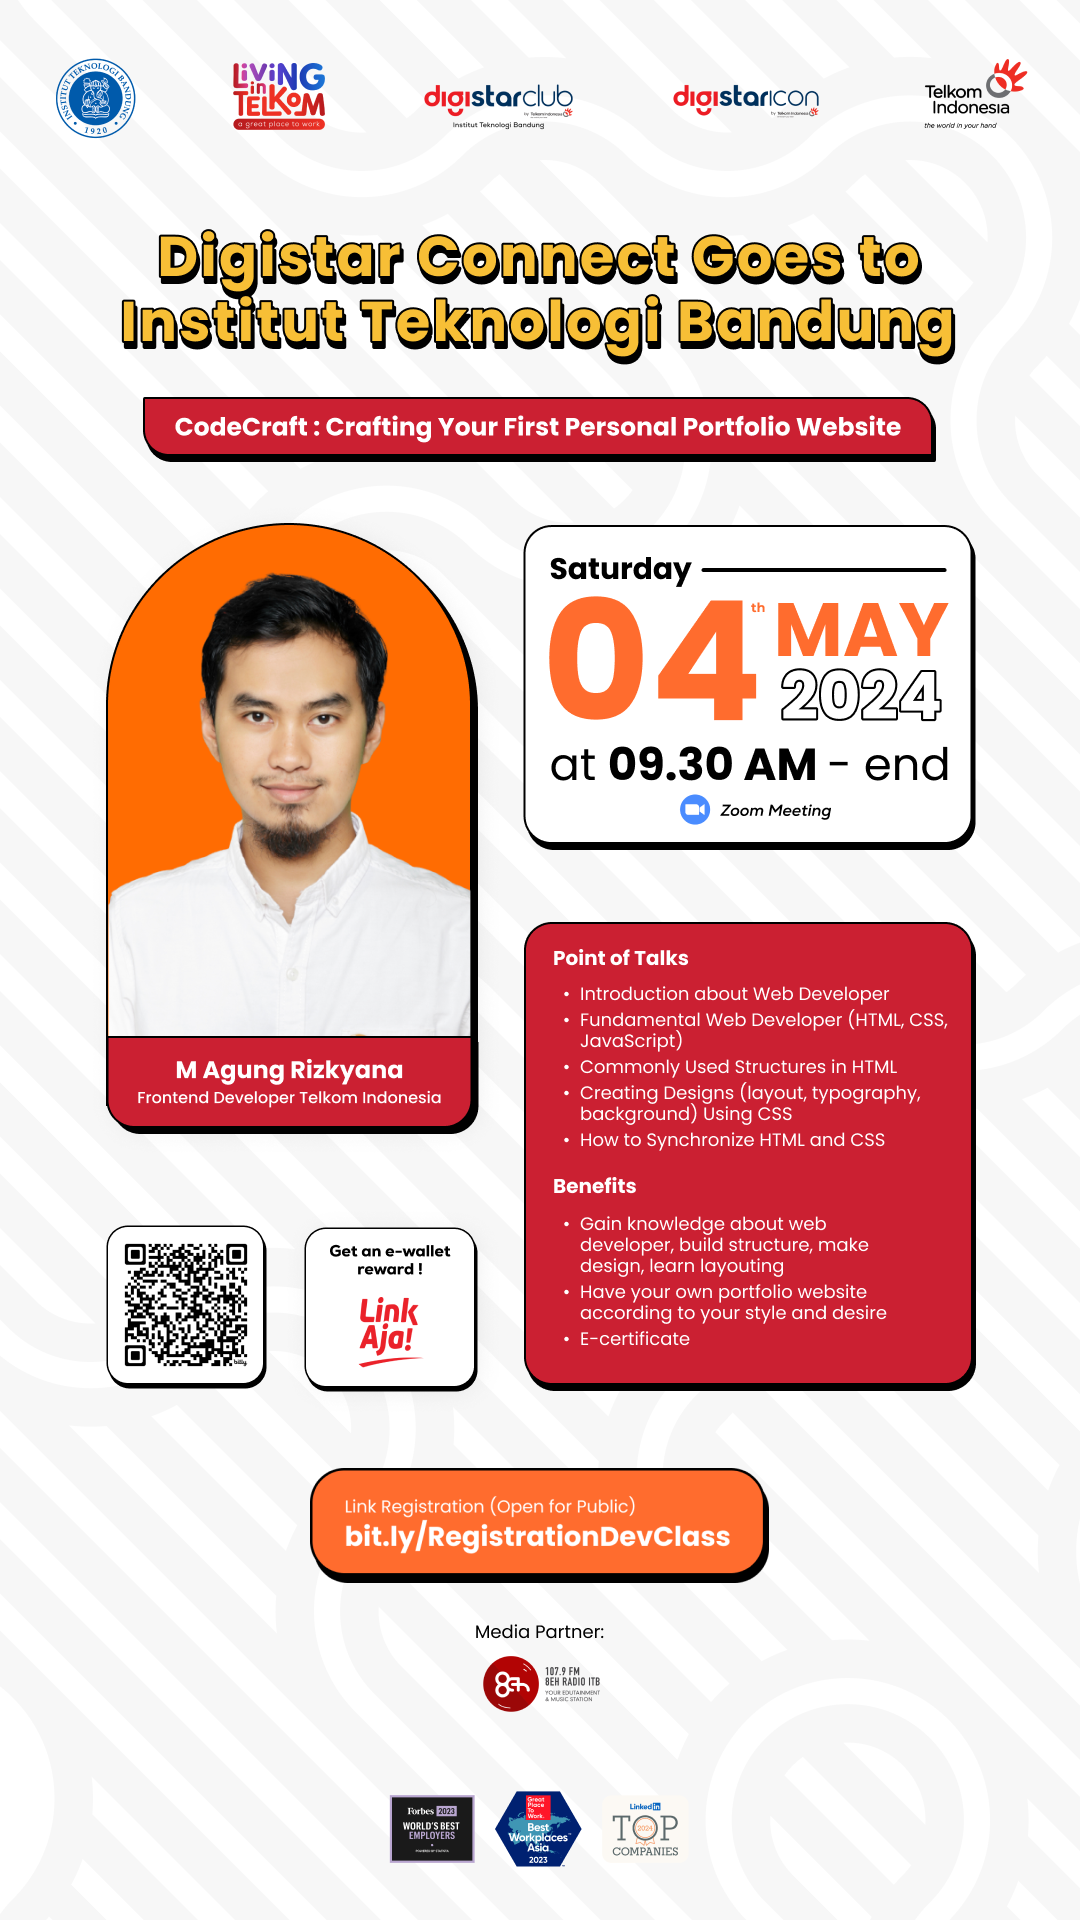 INSTITUT TEKNOLOGI BANDUNG
1920
LiViNG
in
TELKOM
a great place to work
digistarclub
by Telkom Indonesia
Institut Teknologi Bandung
digistaricon
by Telkom Indonesia
Telkom
Indonesia
the world in your hand
Digistar Connect Goes to
Institut Teknologi Bandung
CodeCraft : Crafting Your First Personal Portfolio Website
Saturday
04th MAY
2024
at 09.30 AM - end
Zoom Meeting
M Agung Rizkyana
Frontend Developer Telkom Indonesia
Point of Talks
• Introduction about Web Developer
• Fundamental Web Developer (HTML, CSS,
JavaScript)
• Commonly Used Structures in HTML
• Creating Designs (layout, typography,
background) Using CSS
• How to Synchronize HTML and CSS
Benefits
• Gain knowledge about web
developer, build structure, make
design, learn layouting
• Have your own portfolio website
according to your style and desire
• E-certificate
bitly
Get an e-wallet
reward !
Link
Aja!
Link Registration (Open for Public)
bit.ly/RegistrationDevClass
Media Partner:
8EH
107.9 FM
8EH RADIO ITB
YOUR EDUTAINMENT
& MUSIC STATION
Forbes 2023
WORLD'S BEST
EMPLOYERS
POWERED BY STATISTA
Great
Place
To
Work.
Best
Workplaces™
Asia
2023
LinkedIn
TOP
2024
COMPANIES